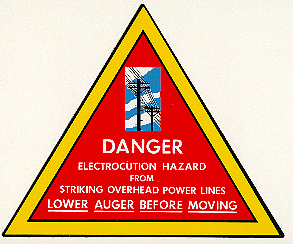 DANGER
ELECTROCUTION HAZARD
FROM
STRIKING OVERHEAD POWER LINES
LOWER AUGER BEFORE MOVING